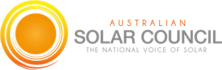 AUSTRALIAN
SOLAR COUNCIL
THE NATIONAL VOICE OF SOLAR